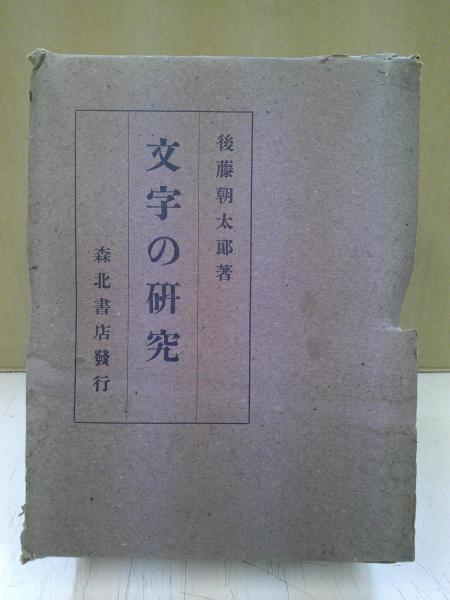 後藤朝太郎著
文字の研究
森北書店發行